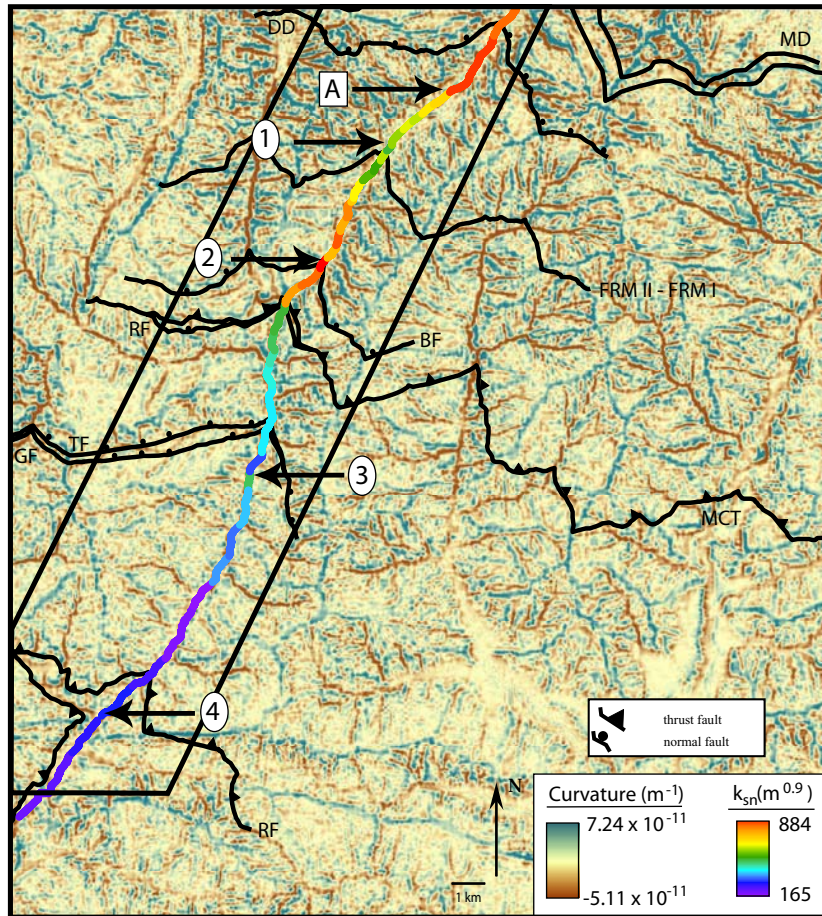 DD
MD
A
1
2
FRM II - FRM I
RF
BF
TF
GF
3
MCT
4
thrust fault
normal fault
RF
N
1 km
Curvature (m⁻¹)
7.24 x 10⁻¹¹
-5.11 x 10⁻¹¹
kₛₙ(m⁰·⁹)
884
165